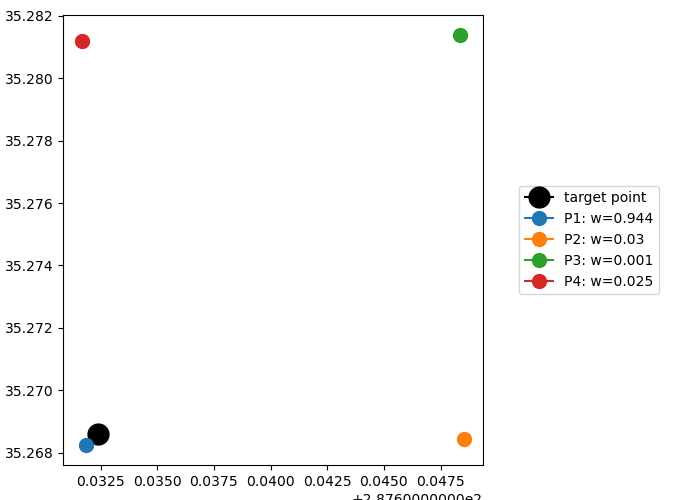 35.282
35.280
35.278
35.276
35.274
35.272
35.270
35.268
0.0325 0.0350 0.0375 0.0400 0.0425 0.0450 0.0475
+2.8760000000e2
target point
P1: w=0.944
P2: w=0.03
P3: w=0.001
P4: w=0.025